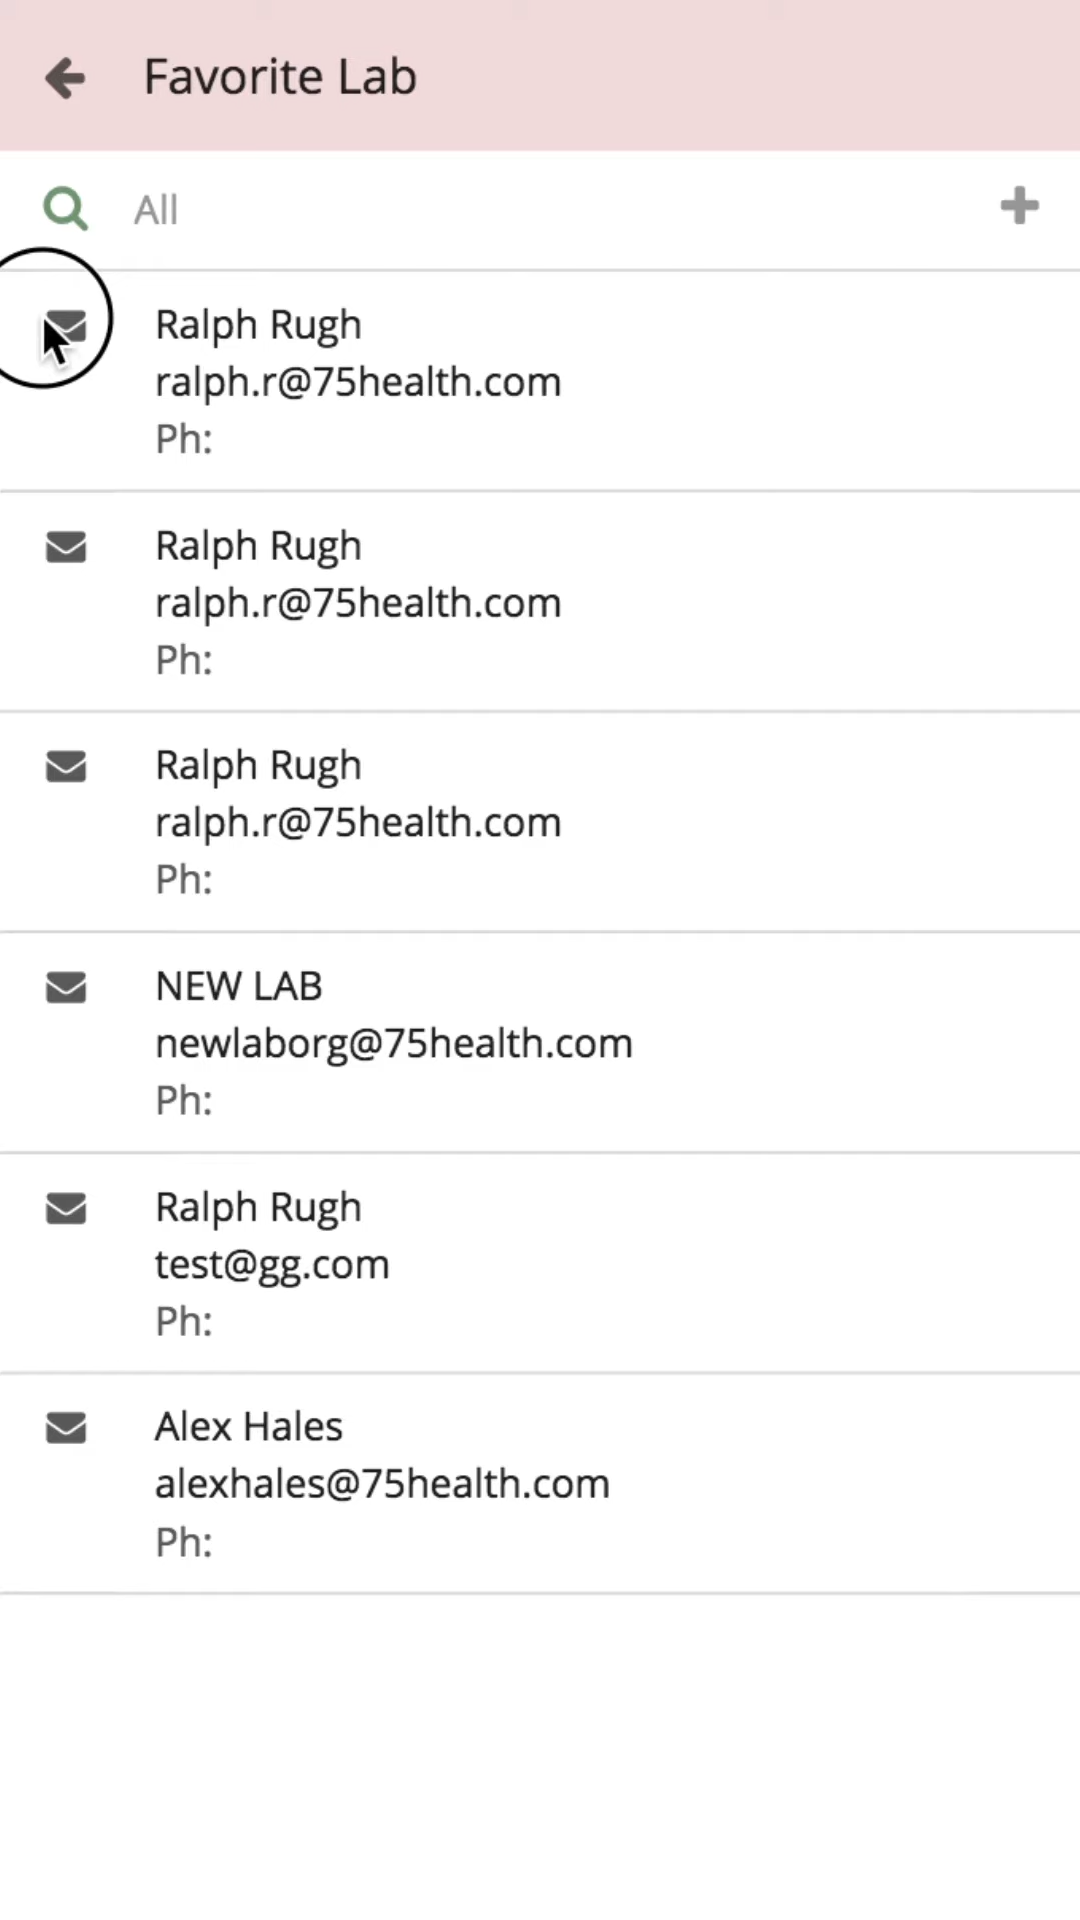 Favorite Lab
All
Ralph Rugh
ralph.r@75health.com
Ph:
Ralph Rugh
ralph.r@75health.com
Ph:
Ralph Rugh
ralph.r@75health.com
Ph:
NEW LAB
newlaborg@75health.com
Ph:
Ralph Rugh
test@gg.com
Ph:
Alex Hales
alexhales@75health.com
Ph: